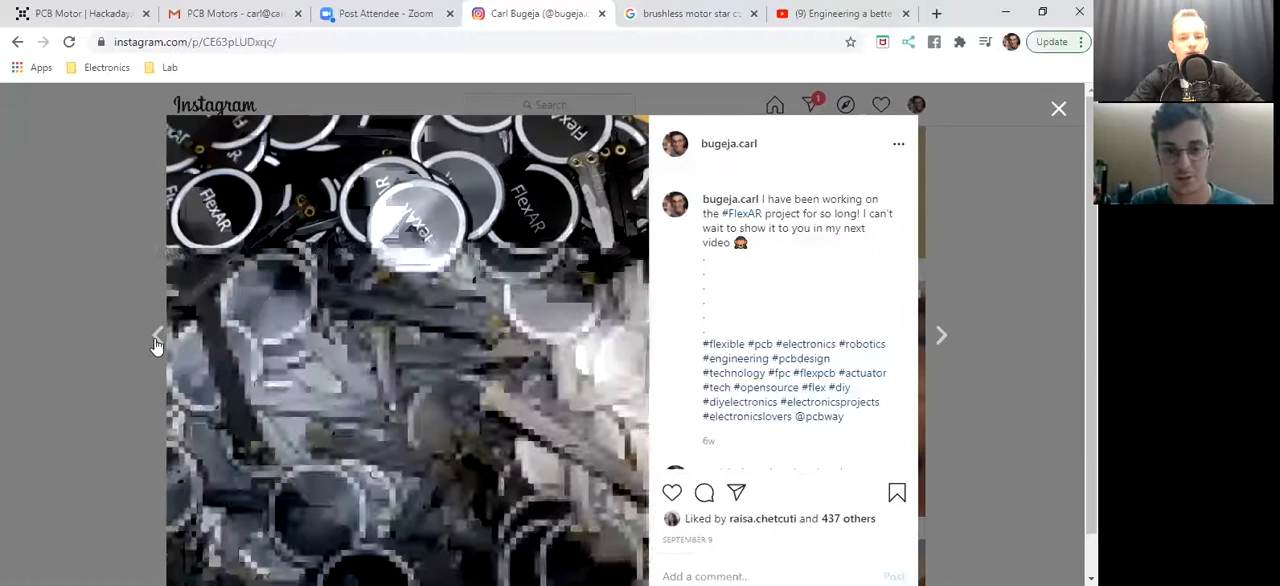 PCB Motor | Hackaday
PCB Motors - carl@ca
Post Attendee - Zoom
Carl Bugeja (@bugeja.c
brushless motor star c
(9) Engineering a bette
instagram.com/p/CE63pLUDxqc/
Update
Apps
Electronics
Lab
Instagram
Search
1
bugeja.carl
bugeja.carl I have been working on
the #FlexAR project for so long! I can't
wait to show it to you in my next
video
.
.
.
.
.
.
#flexible #pcb #electronics #robotics
#engineering #pcbdesign
#technology #fpc #flexpcb #actuator
#tech #opensource #flex #diy
#diyelectronics #electronicsprojects
#electronicslovers @pcbway
6w
Liked by raisa.chetcuti and 437 others
SEPTEMBER 9
Add a comment...
Post
FlexAR
FlexAR
FlexAR
FlexAR